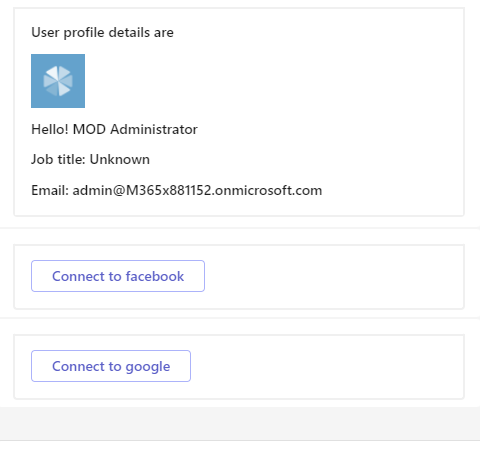 User profile details are
Hello! MOD Administrator
Job title: Unknown
Email: admin@M365x881152.onmicrosoft.com
Connect to facebook
Connect to google